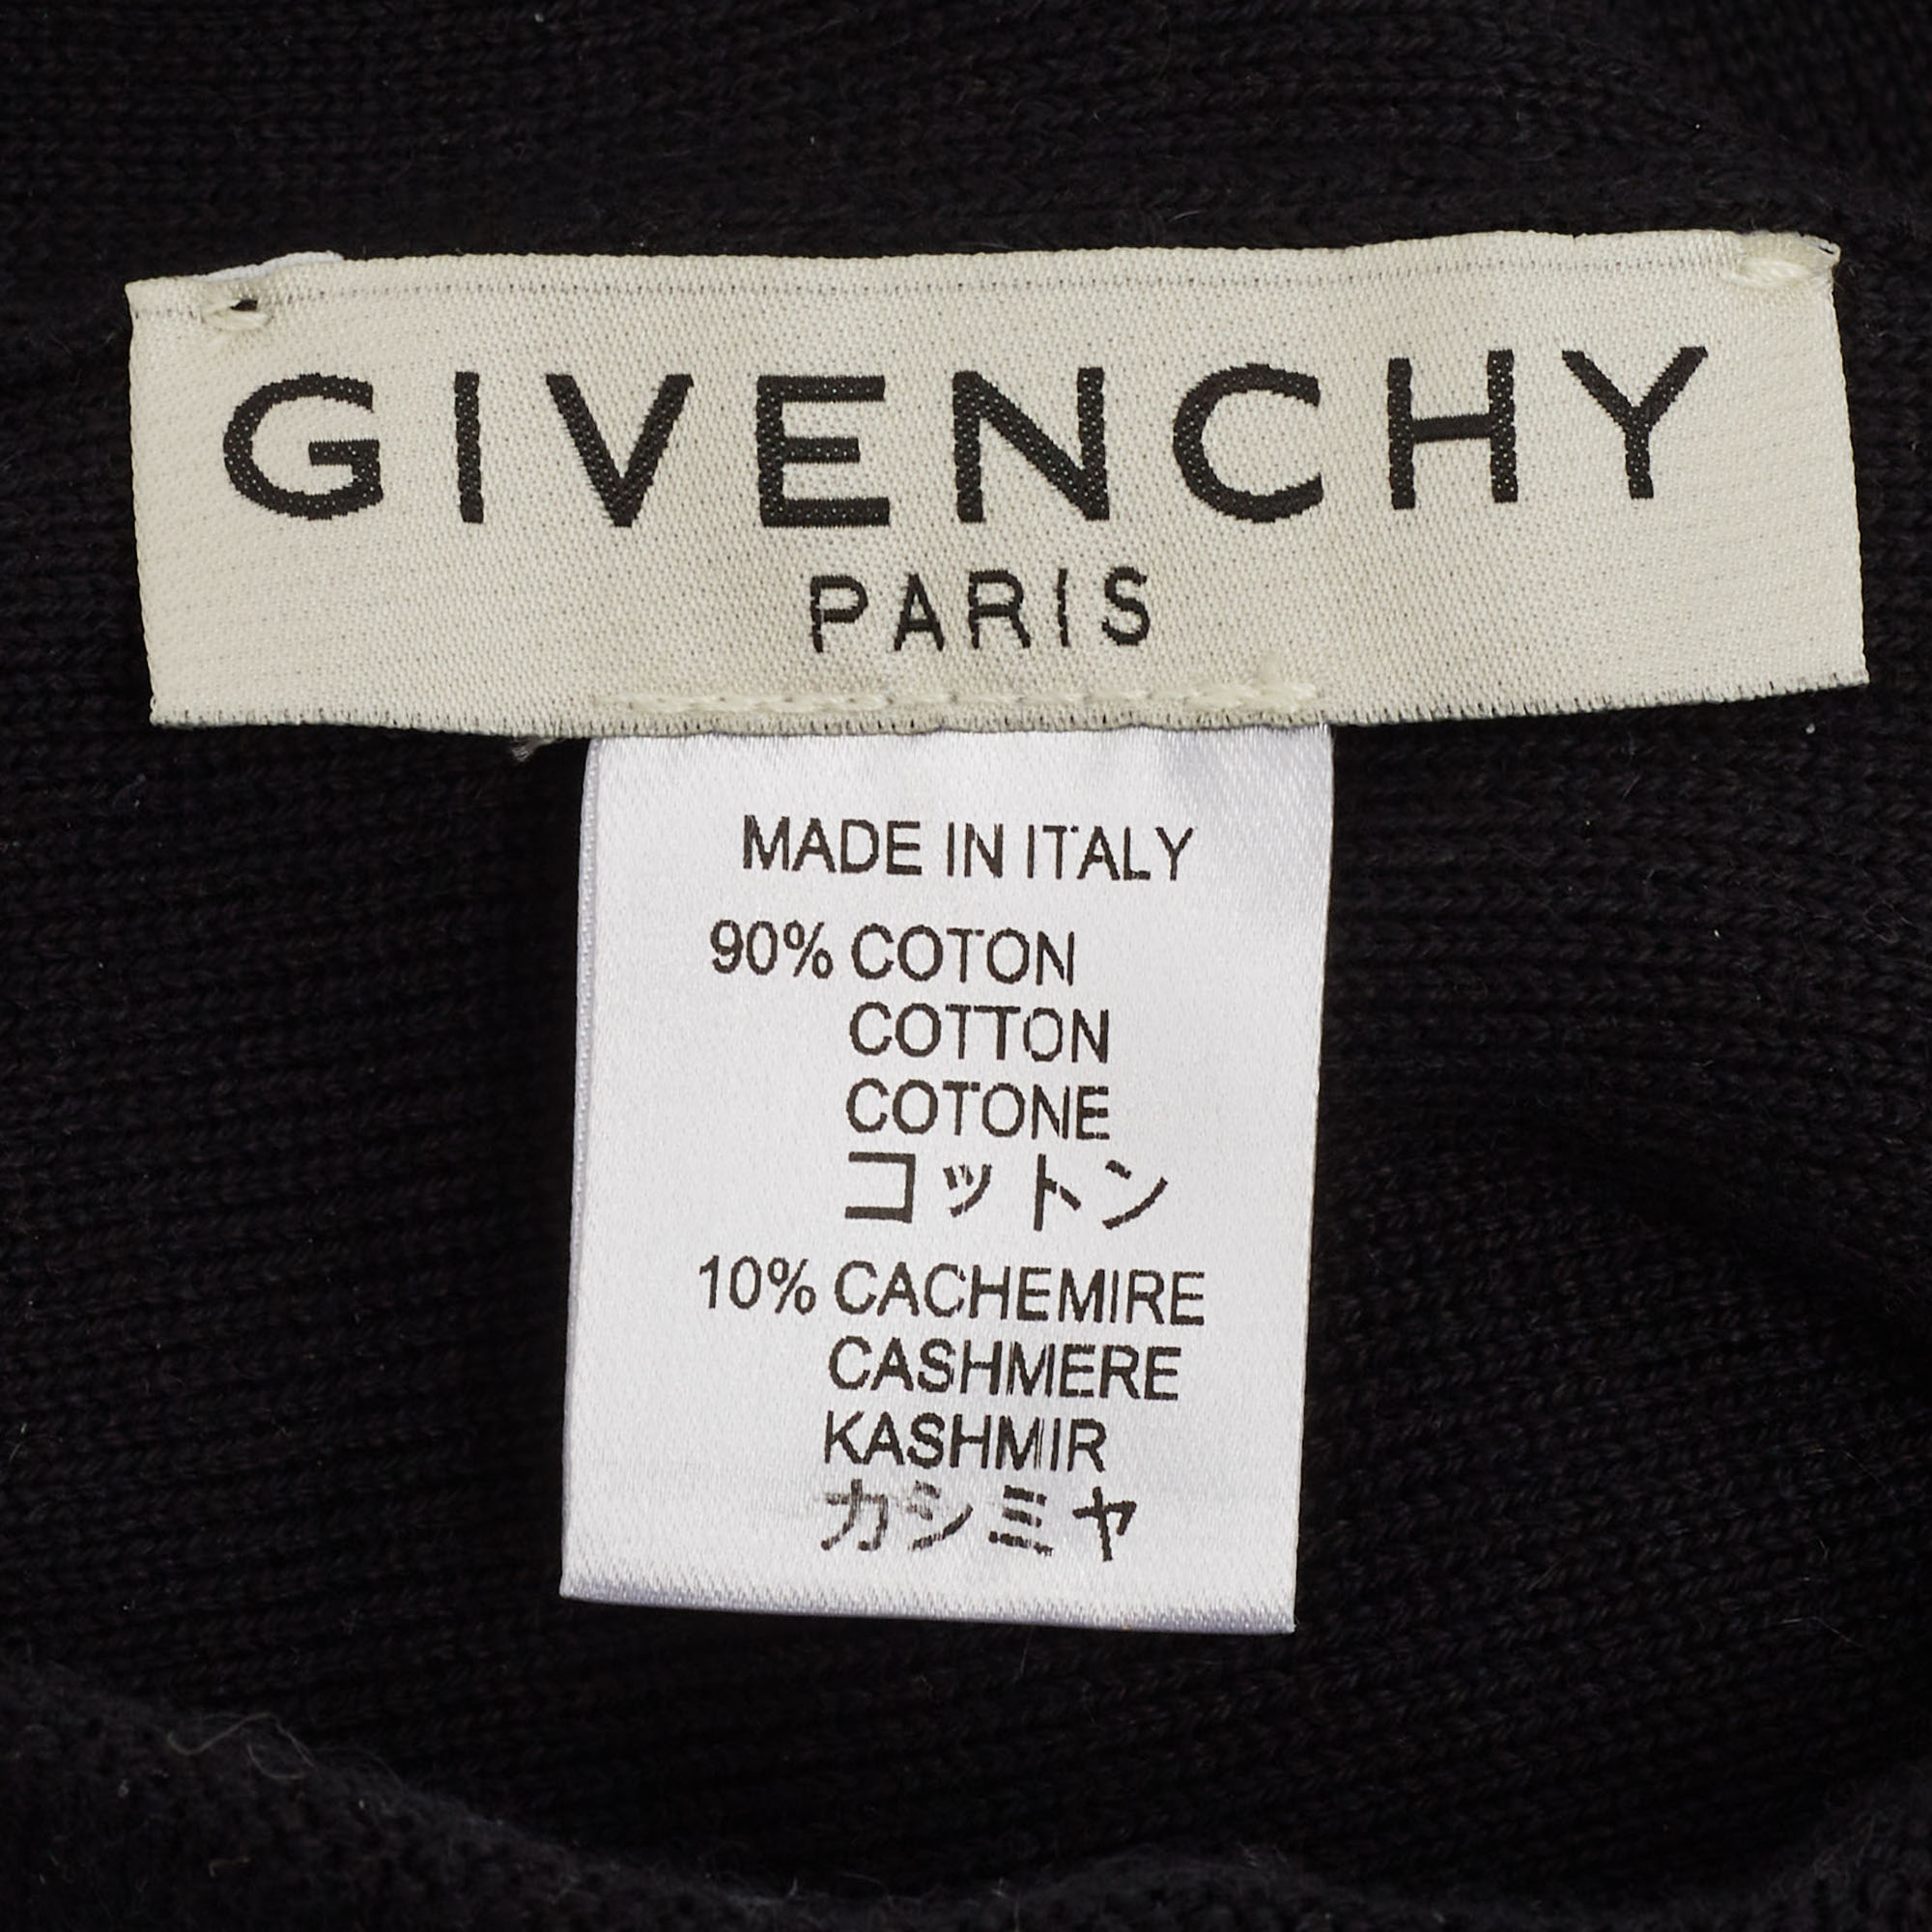 GIVENCHY
PARIS
MADE IN ITALY
90% COTON
COTTON
COTONE
コットン
10% CACHEMIRE
CASHMERE
KASHMIR
カシミヤ